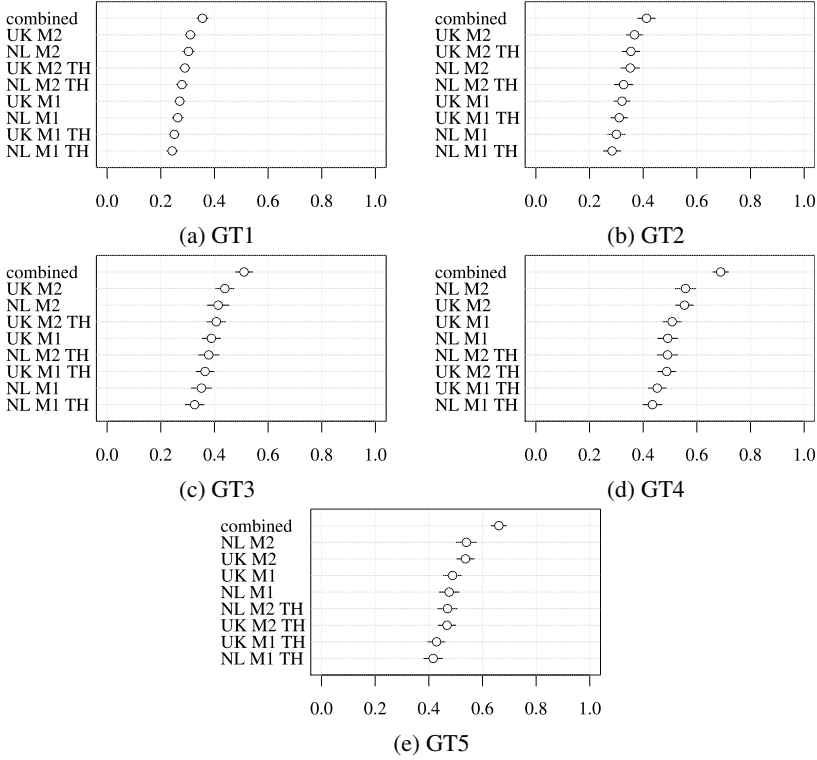 combined
UK M2
NL M2
UK M2 TH
NL M2 TH
UK M1
NL M1
UK M1 TH
NL M1 TH
0.0 0.2 0.4 0.6 0.8 1.0
(a) GT1
combined
UK M2
UK M2 TH
NL M2
NL M2 TH
UK M1
UK M1 TH
NL M1
NL M1 TH
0.0 0.2 0.4 0.6 0.8 1.0
(b) GT2
combined
UK M2
NL M2
UK M2 TH
UK M1
NL M2 TH
UK M1 TH
NL M1
NL M1 TH
0.0 0.2 0.4 0.6 0.8 1.0
(c) GT3
combined
NL M2
UK M2
UK M1
NL M1
NL M2 TH
UK M2 TH
UK M1 TH
NL M1 TH
0.0 0.2 0.4 0.6 0.8 1.0
(d) GT4
combined
NL M2
UK M2
UK M1
NL M1
NL M2 TH
UK M2 TH
UK M1 TH
NL M1 TH
0.0 0.2 0.4 0.6 0.8 1.0
(e) GT5